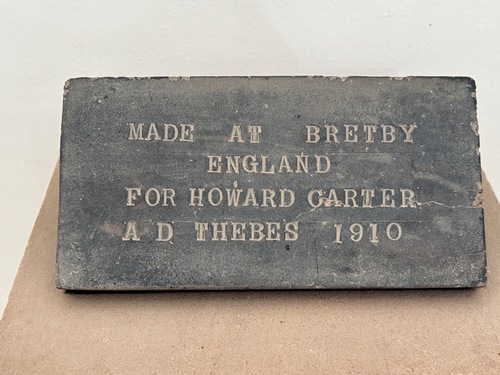 MADE AT BRETBY
ENGLAND
FOR HOWARD CARTER
A D THEBES 1910